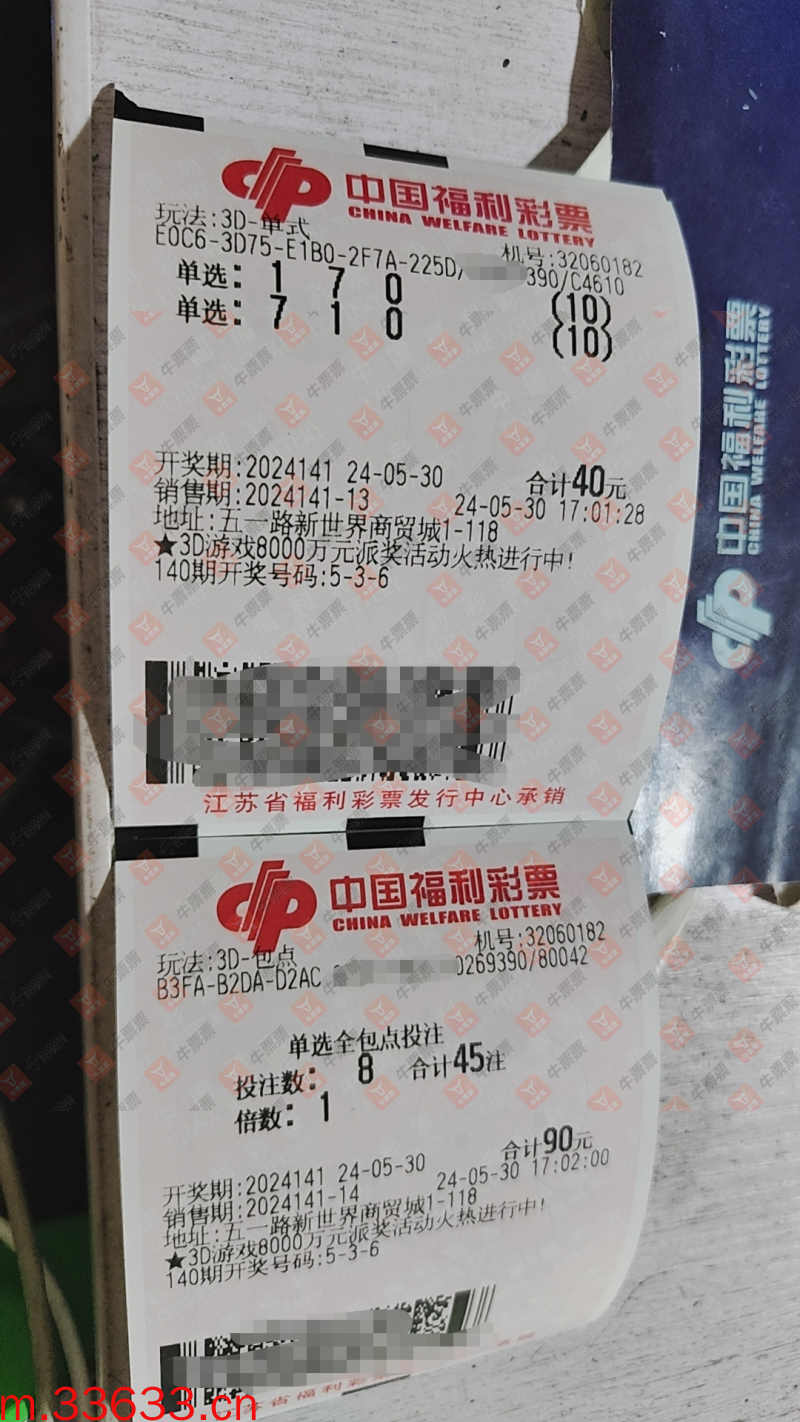 中国福利彩票
CHINA WELFARE LOTTERY
玩法:3D-单式
机号:32060182
E0C6-3D75-E1B0-2F7A-225D/ 390/C4610
单选: 1 7 0 (10)
单选: 7 1 0 (10)
开奖期:2024141 24-05-30 合计40元
销售期:2024141-13 24-05-30 17:01:28
地址:五一路新世界商贸城1-118
★3D游戏8000万元派奖活动火热进行中!
140期开奖号码:5-3-6
江苏省福利彩票发行中心承销
中国福利彩票
CHINA WELFARE LOTTERY
中国福利彩票
CHINA WELFARE LOTTERY
玩法:3D-包点
机号:32060182
B3FA-B2DA-D2AC 0269390/80042
单选全包点投注
投注数: 8 合计45注
倍数: 1
合计90元
开奖期:2024141 24-05-30
销售期:2024141-14 24-05-30 17:02:00
地址:五一路新世界商贸城1-118
★3D游戏8000万元派奖活动火热进行中!
140期开奖号码:5-3-6
省福利彩票
牛票票
m.33633.cn